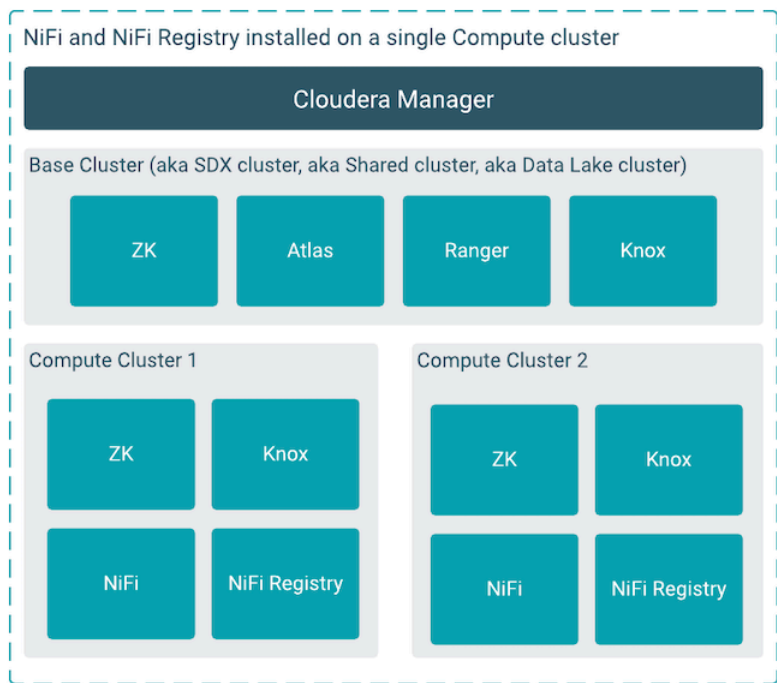 NiFi and NiFi Registry installed on a single Compute cluster
Cloudera Manager
Base Cluster (aka SDX cluster, aka Shared cluster, aka Data Lake cluster)
ZK
Atlas
Ranger
Knox
Compute Cluster 1
ZK
Knox
NiFi
NiFi Registry
Compute Cluster 2
ZK
Knox
NiFi
NiFi Registry